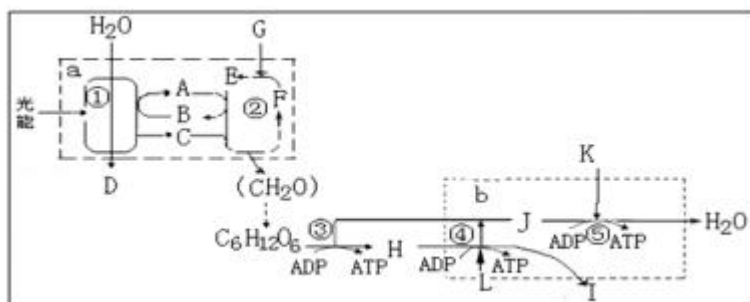 H₂O
G
a
E
A
①
②
F
光能
B
C
D
(CH₂O)
K
b
③
④
J
⑤
H₂O
C₆H₁₂O₆
ADP
ATP
H
ADP
ATP
ADP
ATP
L
I